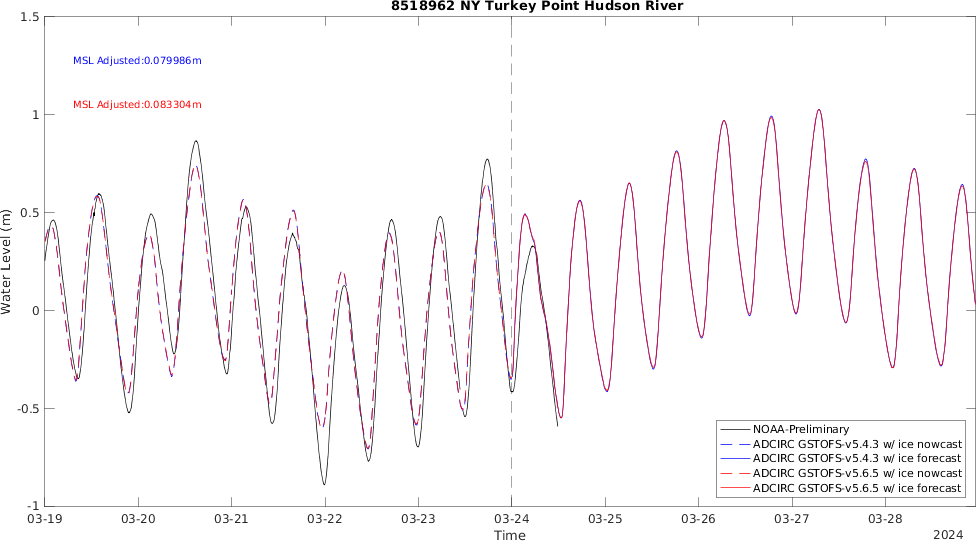 8518962 NY Turkey Point Hudson River
1.5
MSL Adjusted:0.079986m
MSL Adjusted:0.083304m
1
0.5
0
-0.5
-1
Water Level (m)
NOAA-Preliminary
ADCIRC GSTOFS-v5.4.3 w/ ice nowcast
ADCIRC GSTOFS-v5.4.3 w/ ice forecast
ADCIRC GSTOFS-v5.6.5 w/ ice nowcast
ADCIRC GSTOFS-v5.6.5 w/ ice forecast
03-19 03-20 03-21 03-22 03-23 03-24 03-25 03-26 03-27 03-28
Time
2024